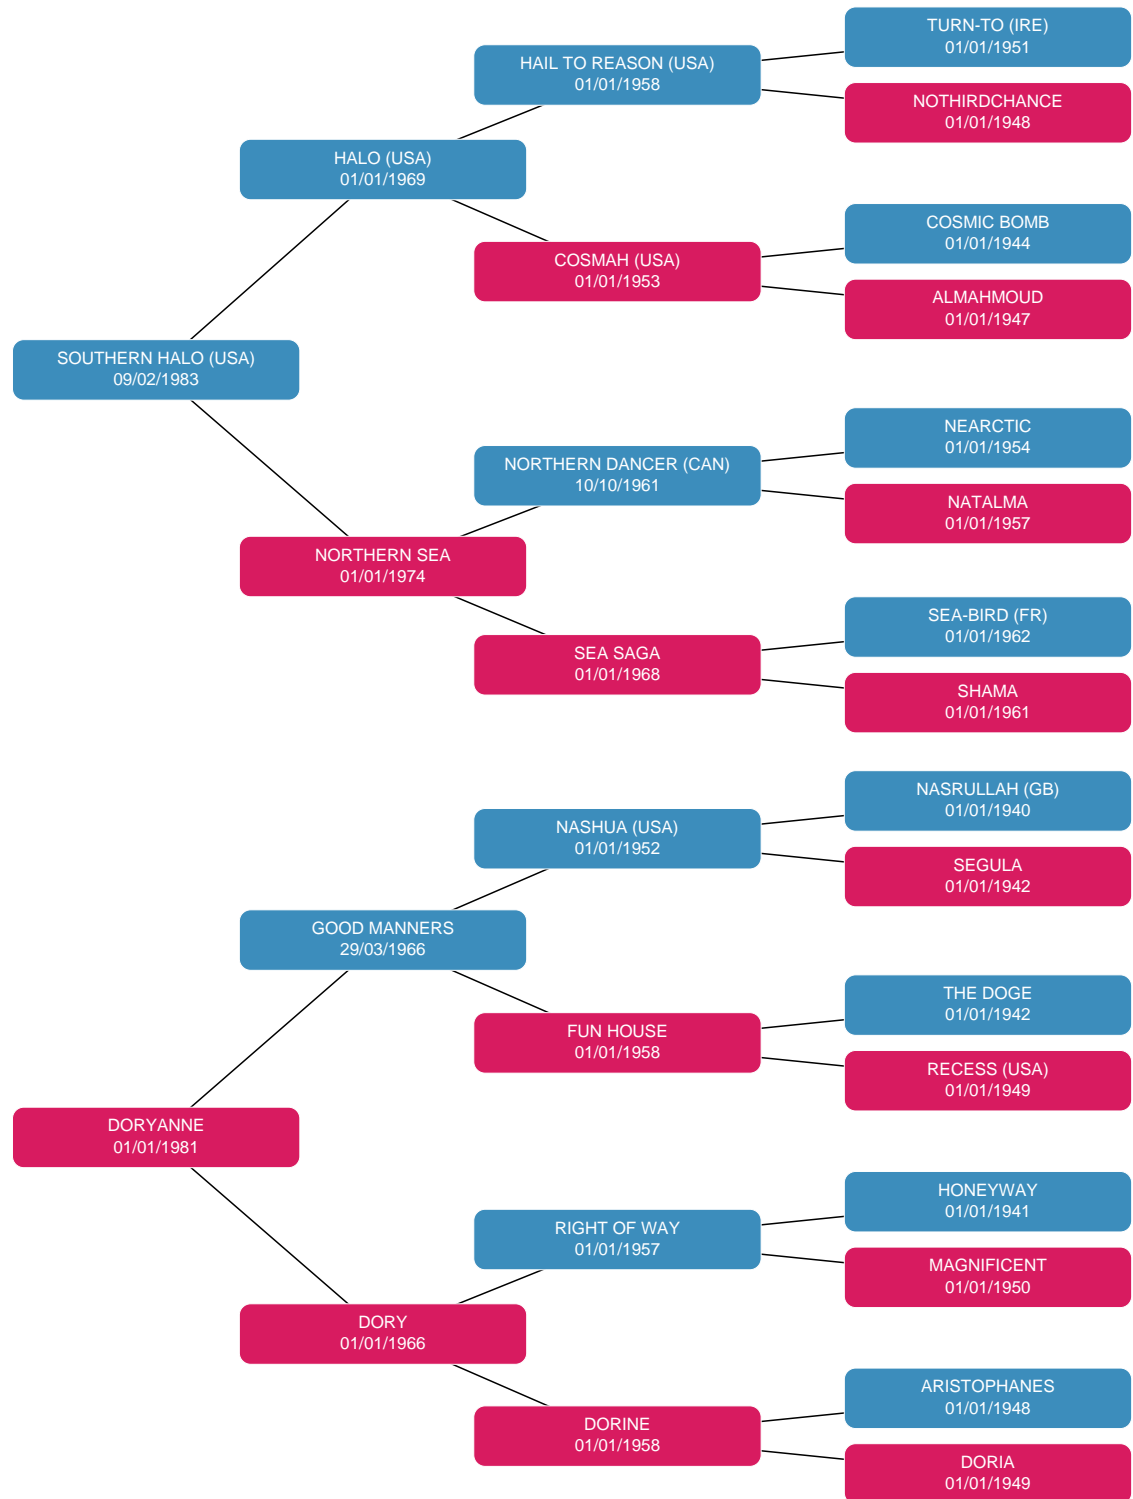 TURN-TO (IRE)
01/01/1951
HAIL TO REASON (USA)
01/01/1958
NOTHIRDCHANCE
01/01/1948
HALO (USA)
01/01/1969
COSMIC BOMB
01/01/1944
COSMAH (USA)
01/01/1953
ALMAHMOUD
01/01/1947
SOUTHERN HALO (USA)
09/02/1983
NEARCTIC
01/01/1954
NORTHERN DANCER (CAN)
10/10/1961
NATALMA
01/01/1957
NORTHERN SEA
01/01/1974
SEA-BIRD (FR)
01/01/1962
SEA SAGA
01/01/1968
SHAMA
01/01/1961
NASRULLAH (GB)
01/01/1940
NASHUA (USA)
01/01/1952
SEGULA
01/01/1942
GOOD MANNERS
29/03/1966
THE DOGE
01/01/1942
FUN HOUSE
01/01/1958
RECESS (USA)
01/01/1949
DORYANNE
01/01/1981
HONEYWAY
01/01/1941
RIGHT OF WAY
01/01/1957
MAGNIFICENT
01/01/1950
DORY
01/01/1966
ARISTOPHANES
01/01/1948
DORINE
01/01/1958
DORIA
01/01/1949